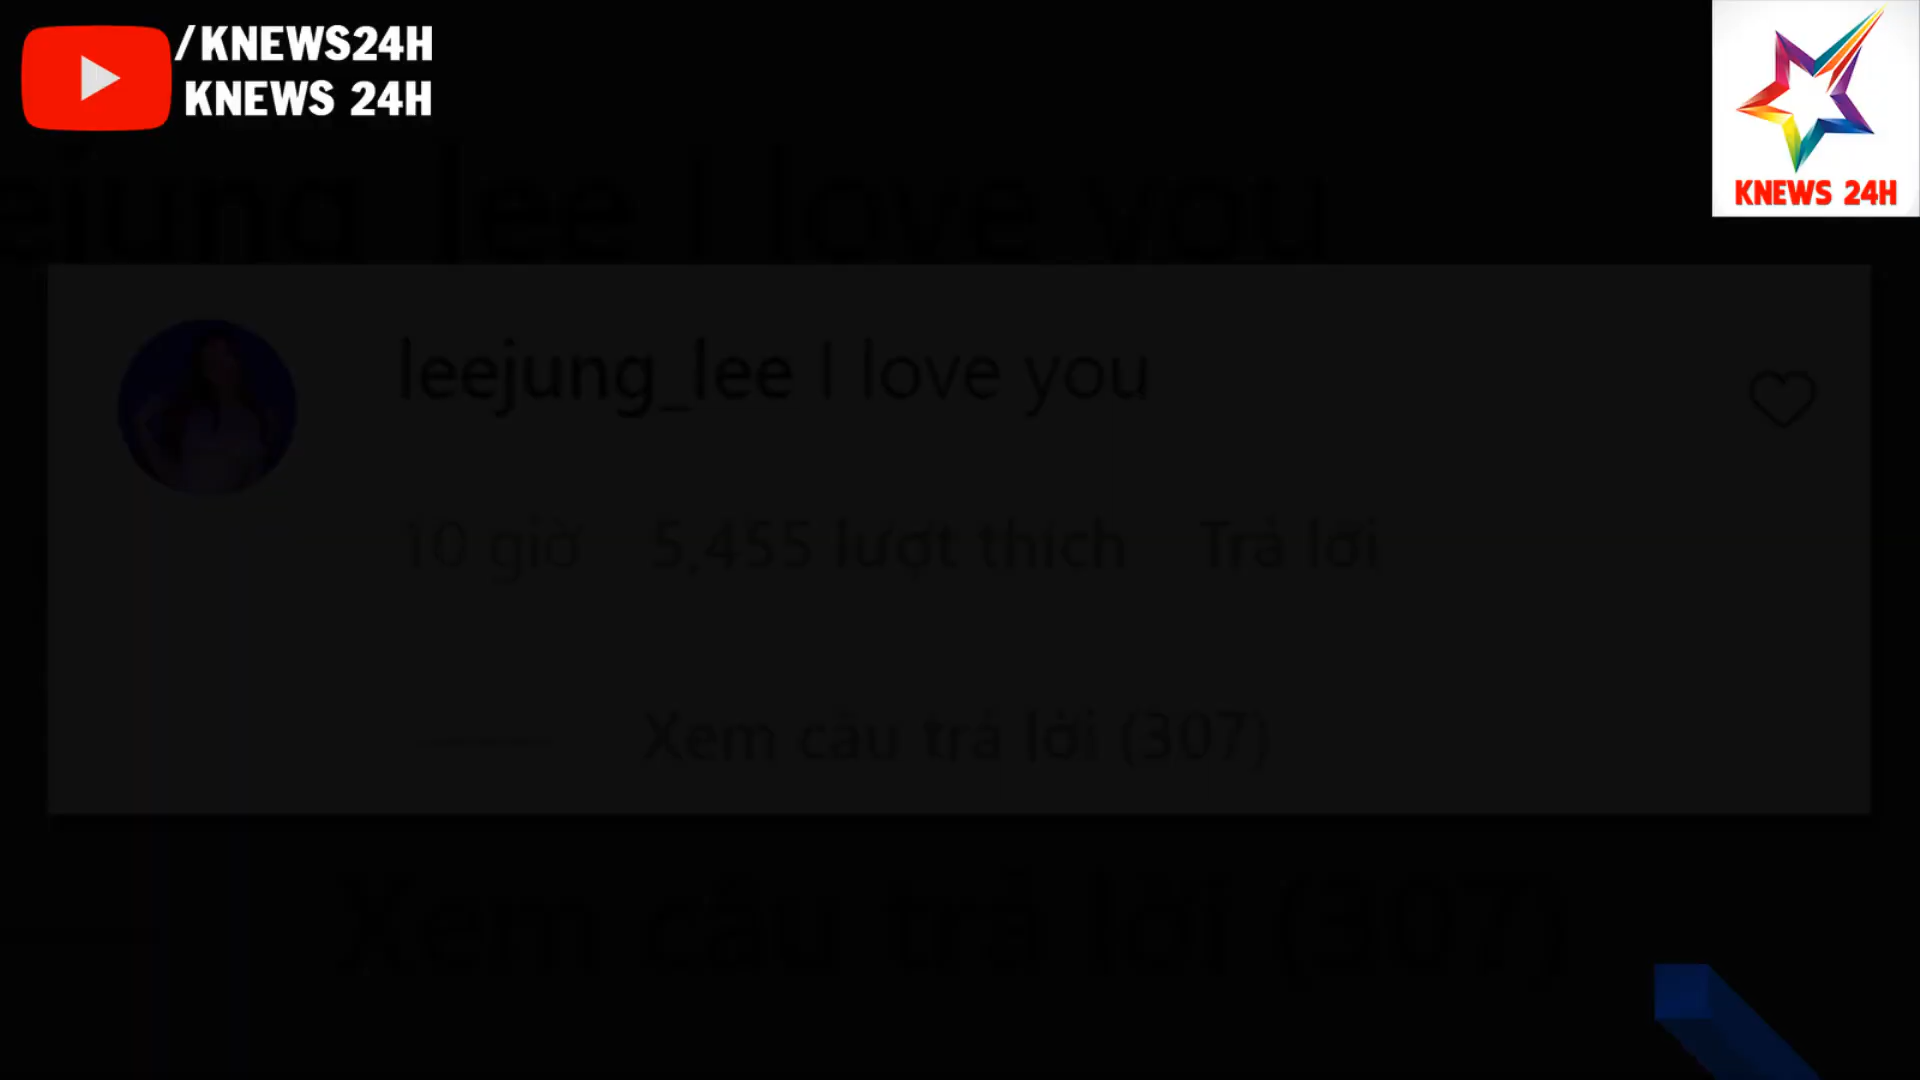 /KNEWS24H
KNEWS 24H
KNEWS 24H
ejung_lee I love you
leejung_lee I love you
10 giờ 5,455 lượt thích Trả lời
Xem câu trả lời (307)
Xem câu trả lời (307)